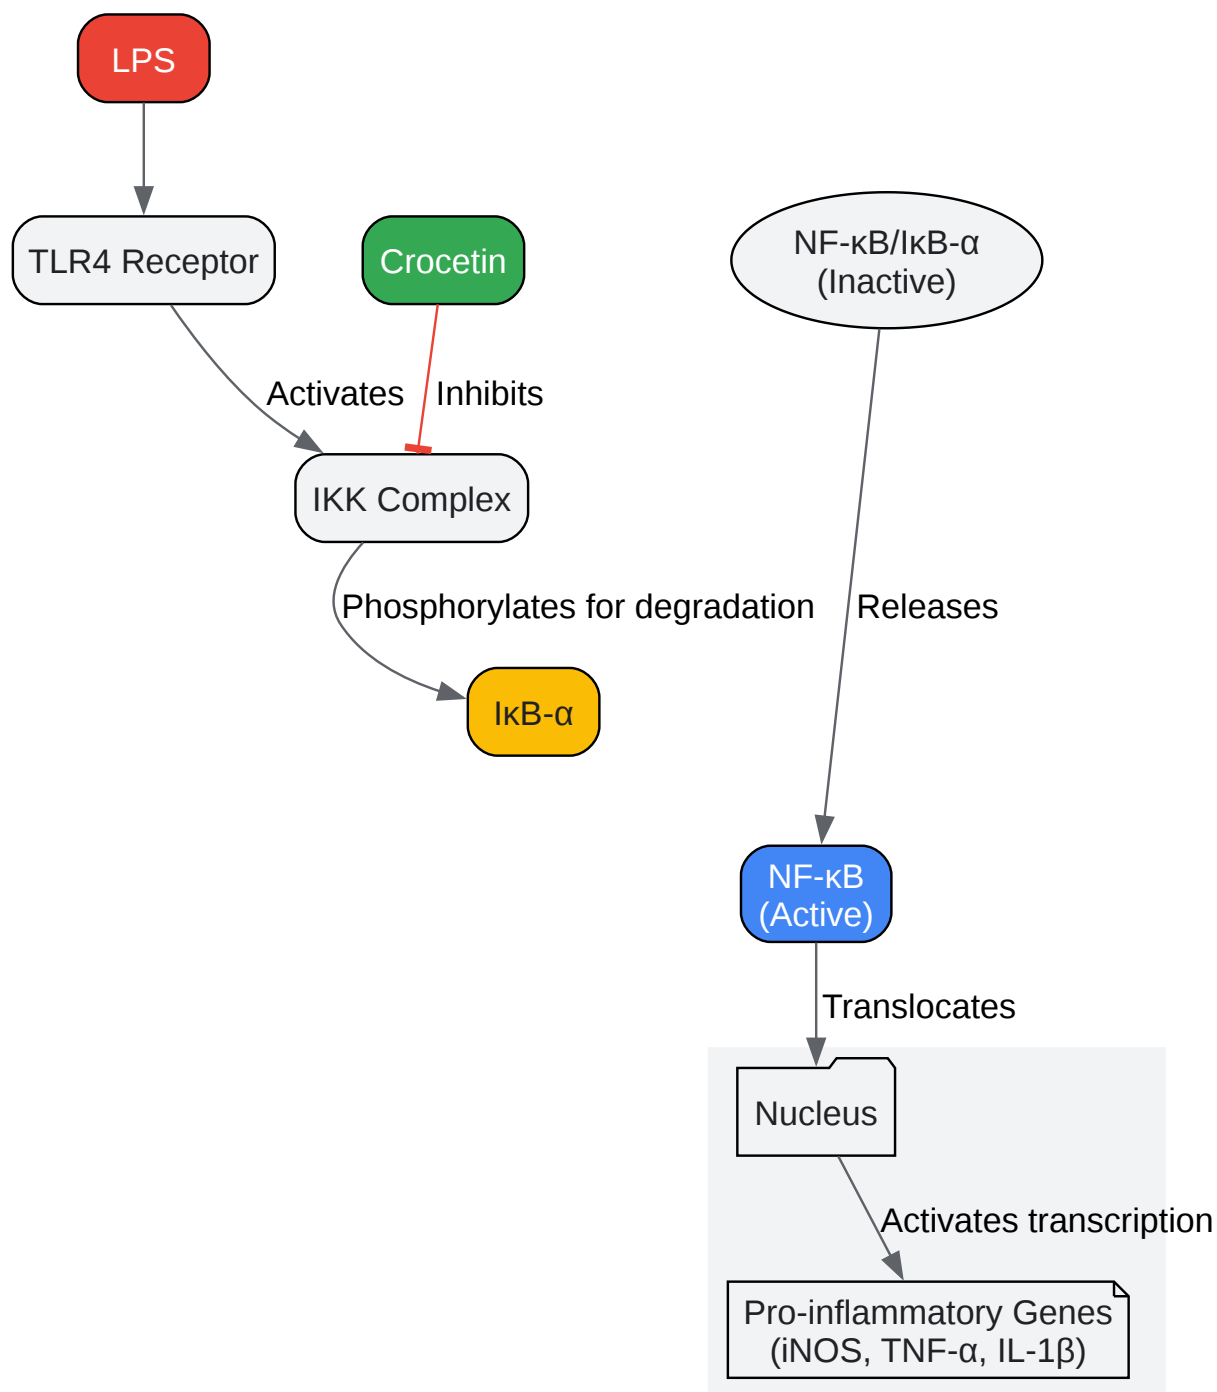 LPS
TLR4 Receptor
Crocetin
NF-κB/IκB-α
(Inactive)
Activates
Inhibits
IKK Complex
Phosphorylates for degradation
Releases
IκB-α
NF-κB
(Active)
Translocates
Nucleus
Activates transcription
Pro-inflammatory Genes
(iNOS, TNF-α, IL-1β)